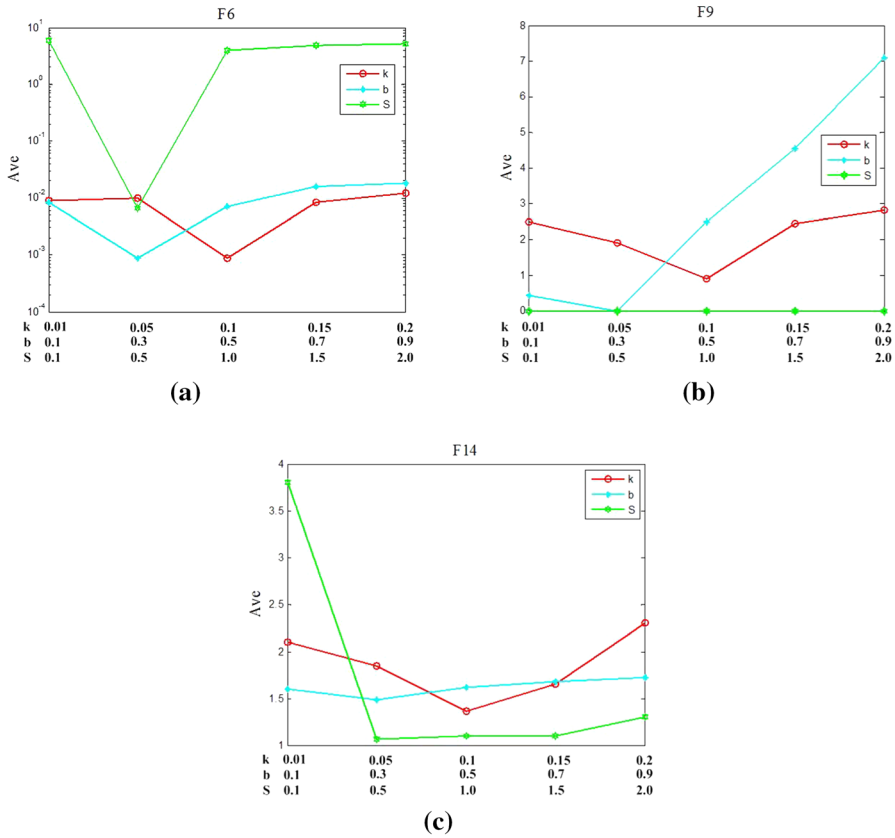 F6
10^1
10^0
10^-1
10^-2
10^-3
10^-4
Ave
k
b
S
k 0.01 0.05 0.1 0.15 0.2
b 0.1 0.3 0.5 0.7 0.9
S 0.1 0.5 1.0 1.5 2.0
(a)
F9
8
7
6
5
4
3
2
1
0
Ave
k
b
S
k 0.01 0.05 0.1 0.15 0.2
b 0.1 0.3 0.5 0.7 0.9
S 0.1 0.5 1.0 1.5 2.0
(b)
F14
4
3.5
3
2.5
2
1.5
1
Ave
k
b
S
k 0.01 0.05 0.1 0.15 0.2
b 0.1 0.3 0.5 0.7 0.9
S 0.1 0.5 1.0 1.5 2.0
(c)